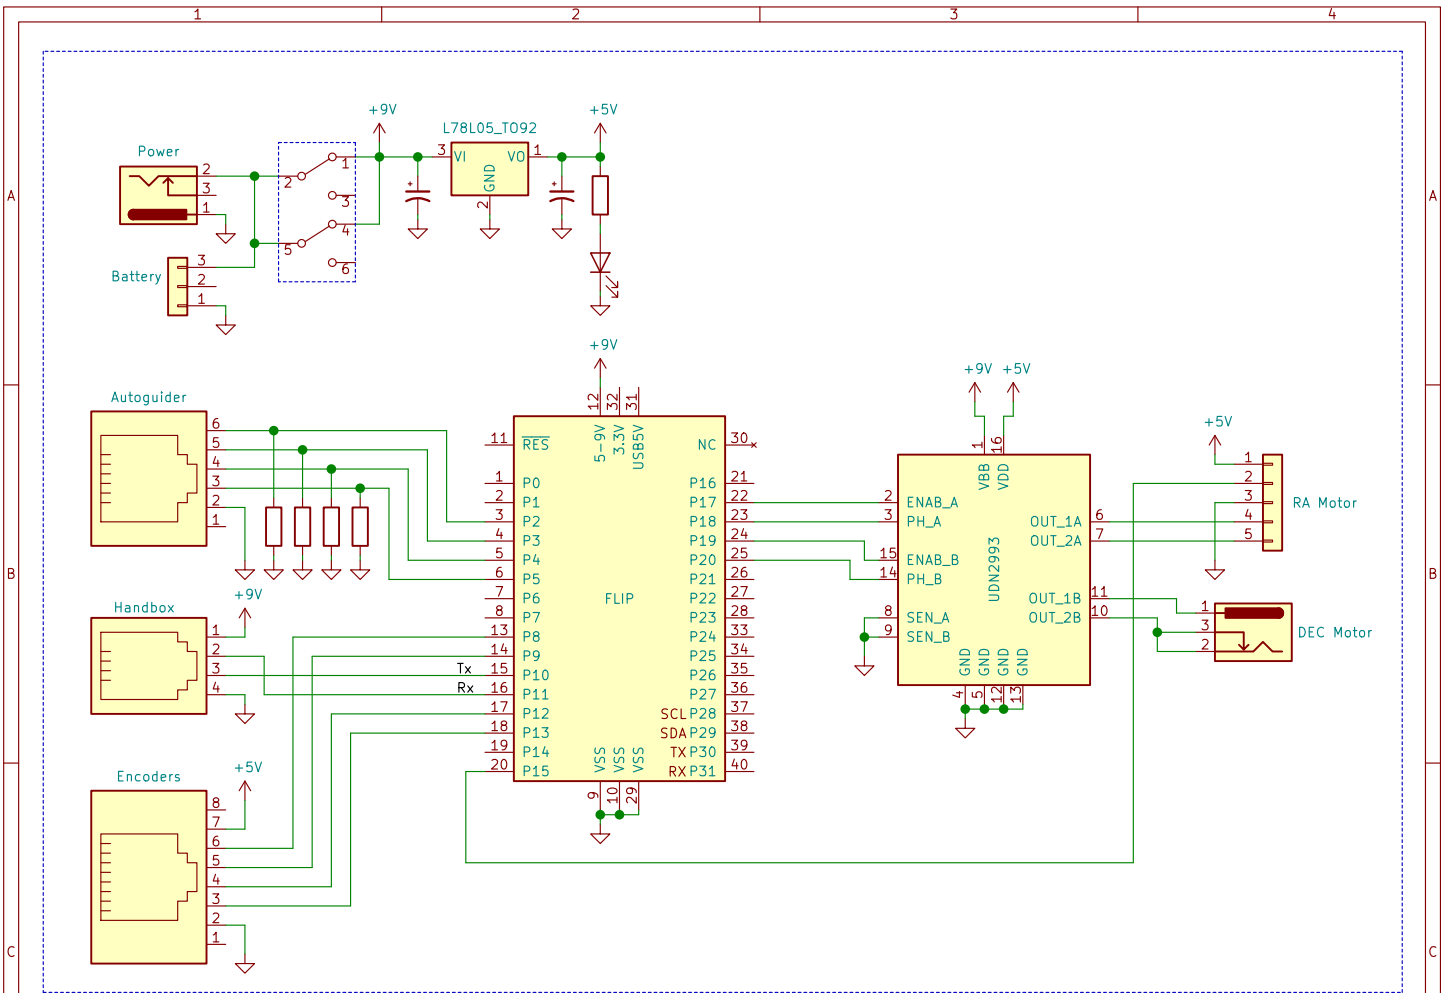 1 2 3 4
A A
B B
C C
+9V
+5V
L78L05_TO92
Power
2
3
1
2
1
3
5
4
6
3 VI VO 1
GND
2
Battery
3
2
1
+9V
+9V +5V
Autoguider
6
5
4
3
2
1
12 32 31
5-9V 3.3V USB5V
11 RES NC 30
1 P0 P16 21
2 P1 P17 22
3 P2 P18 23
4 P3 P19 24
5 P4 P20 25
6 P5 P21 26
7 P6 FLIP P22 27
8 P7 P23 28
13 P8 P24 33
14 P9 P25 34
Tx 15 P10 P26 35
Rx 16 P11 P27 36
17 P12 SCL P28 37
18 P13 SDA P29 38
19 P14 TX P30 39
20 P15 RX P31 40
VSS VSS VSS
9 10 29
+9V
Handbox
1
2
3
4
+5V
Encoders
8
7
6
5
4
3
2
1
1 16
VBB VDD
2 ENAB_A
3 PH_A OUT_1A 6
OUT_2A 7
15 ENAB_B
14 PH_B
UDN2993
OUT_1B 11
8 SEN_A OUT_2B 10
9 SEN_B
GND GND GND GND
4 5 12 13
+5V
1
2
3
4
5
RA Motor
1
3
2
DEC Motor